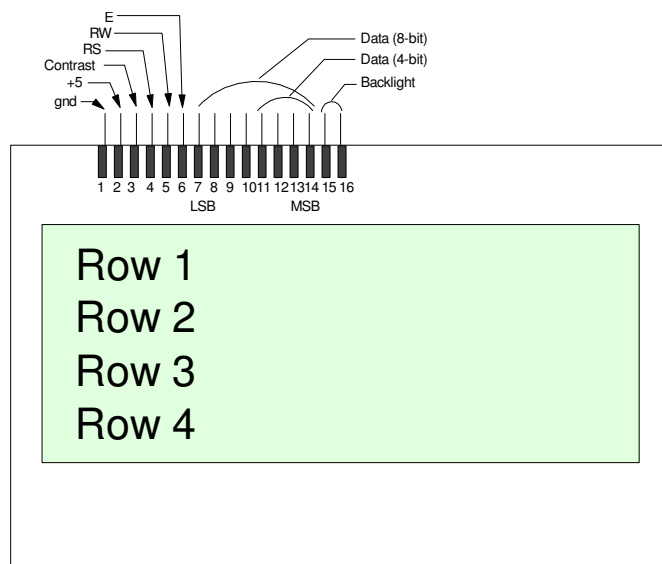 E
RW
RS
Contrast
+5
gnd
Data (8-bit)
Data (4-bit)
Backlight
1 2 3 4 5 6 7 8 9 10 11 12 13 14 15 16
LSB MSB
Row 1
Row 2
Row 3
Row 4